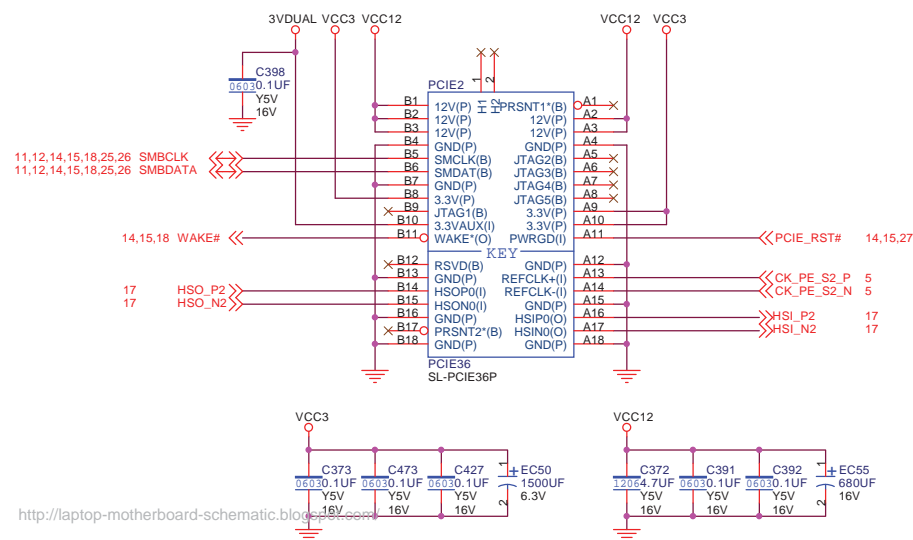 3VDUAL VCC3 VCC12 VCC12 VCC3
C398
0603 0.1UF
Y5V
16V
PCIE2
1 2
H1 H2
B1 12V(P) PRSNT1*(B) A1
B2 12V(P) 12V(P) A2
B3 12V(P) 12V(P) A3
B4 GND(P) GND(P) A4
11,12,14,15,18,25,26 SMBCLK B5 SMCLK(B) JTAG2(B) A5
11,12,14,15,18,25,26 SMBDATA B6 SMDAT(B) JTAG3(B) A6
B7 GND(P) JTAG4(B) A7
B8 3.3V(P) JTAG5(B) A8
B9 JTAG1(B) 3.3V(P) A9
B10 3.3VAUX(I) 3.3V(P) A10
14,15,18 WAKE# B11 WAKE*(O) PWRGD(I) A11 PCIE_RST# 14,15,27
KEY
B12 RSVD(B) GND(P) A12
B13 GND(P) REFCLK+(I) A13 CK_PE_S2_P 5
17 HSO_P2 B14 HSOP0(I) REFCLK-(I) A14 CK_PE_S2_N 5
17 HSO_N2 B15 HSON0(I) GND(P) A15
B16 GND(P) HSIP0(O) A16 HSI_P2 17
B17 PRSNT2*(B) HSIN0(O) A17 HSI_N2 17
B18 GND(P) GND(P) A18
PCIE36
SL-PCIE36P
VCC3 VCC12
C373 C473 C427 1 + EC50 C372 C391 C392 1 + EC55
0603 0.1UF 0603 0.1UF 0603 0.1UF 1500UF 1206 4.7UF 0603 0.1UF 0603 0.1UF 680UF
Y5V Y5V Y5V 6.3V Y5V Y5V Y5V 16V
16V 16V 16V 2 16V 16V 16V 2
http://laptop-motherboard-schematic.blogspot.com/